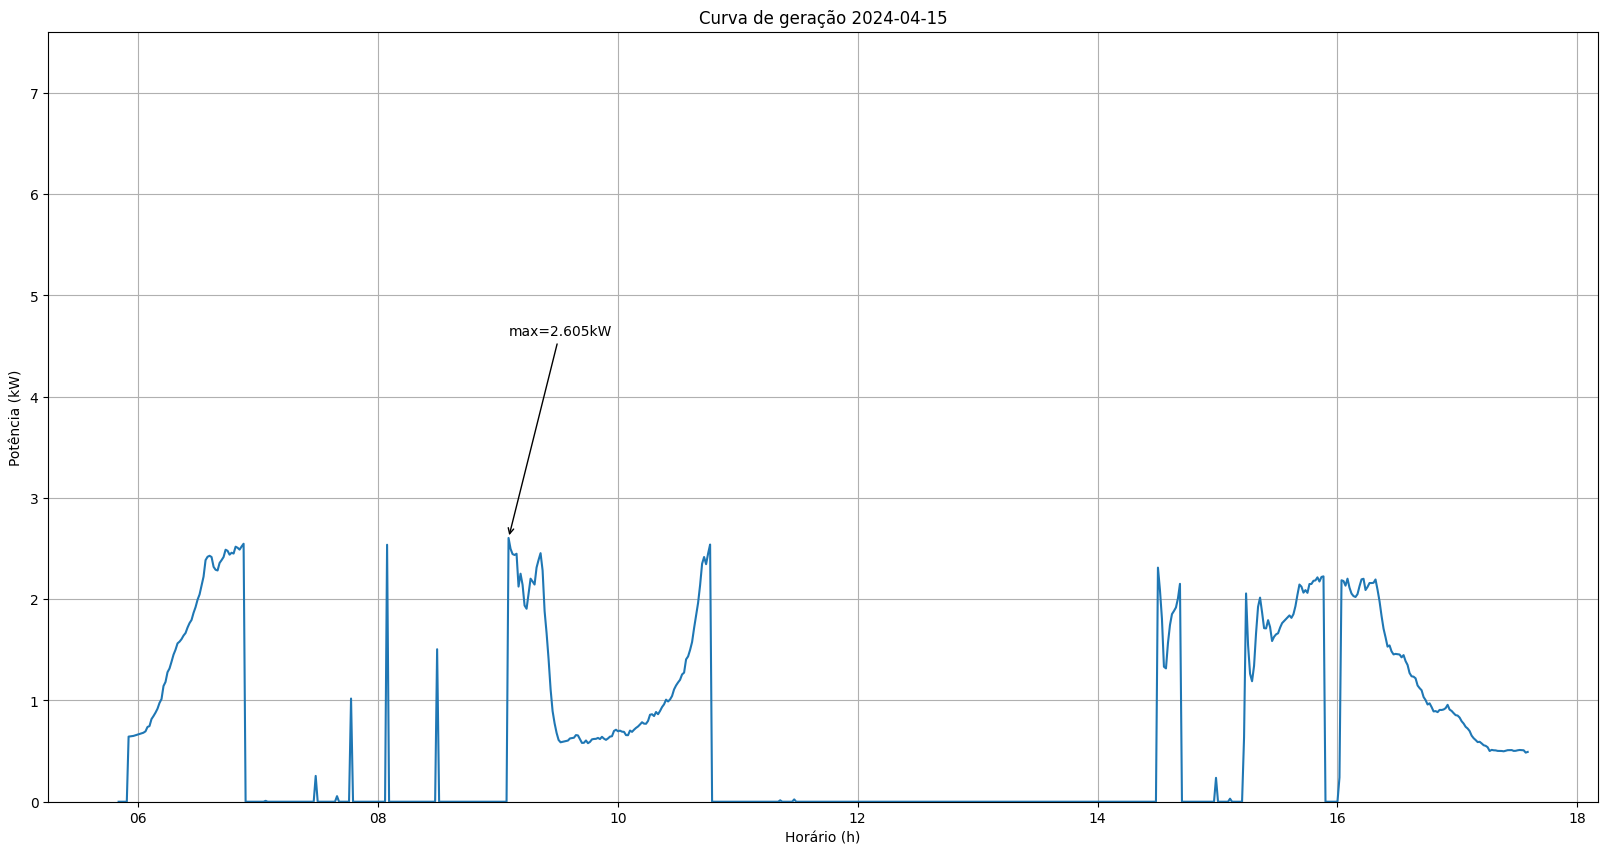 Curva de geração 2024-04-15
7
6
5
max=2.605kW
4
Potência (kW)
3
2
1
0
06 08 10 12 14 16 18
Horário (h)